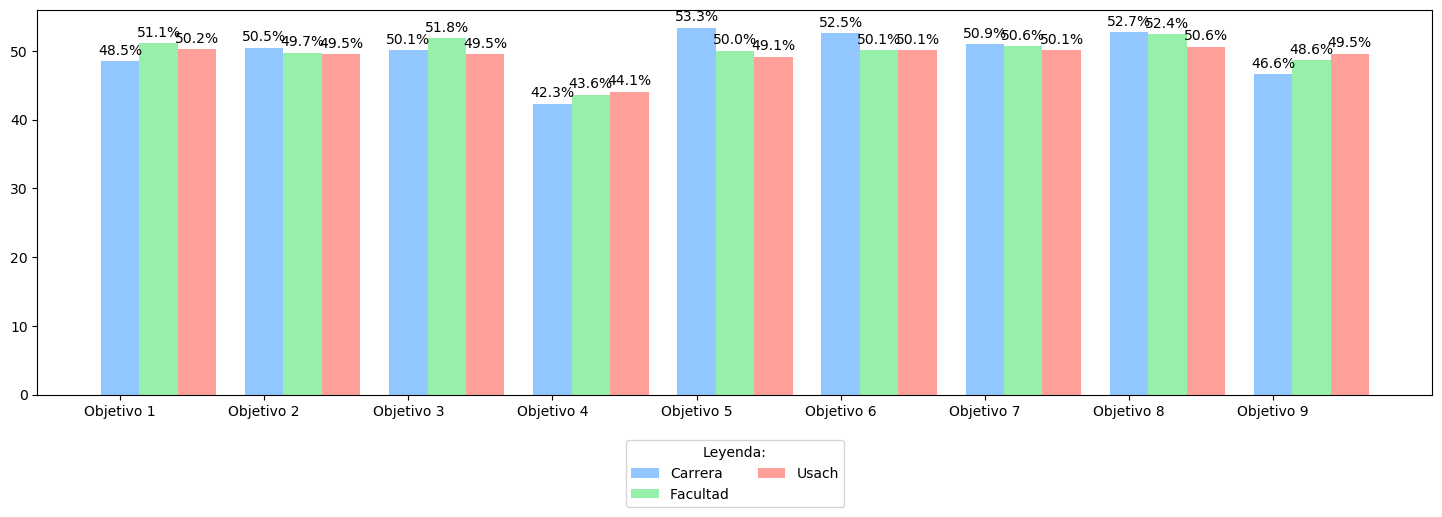 48.5% 51.1% 50.2% 50.5% 49.7% 49.5% 50.1% 51.8% 49.5% 42.3% 43.6% 44.1% 53.3% 50.0% 49.1% 52.5% 50.1% 50.1% 50.9% 50.6% 50.1% 52.7% 52.4% 50.6% 46.6% 48.6% 49.5%
50
40
30
20
10
0
Objetivo 1 Objetivo 2 Objetivo 3 Objetivo 4 Objetivo 5 Objetivo 6 Objetivo 7 Objetivo 8 Objetivo 9
Leyenda:
Carrera Usach
Facultad